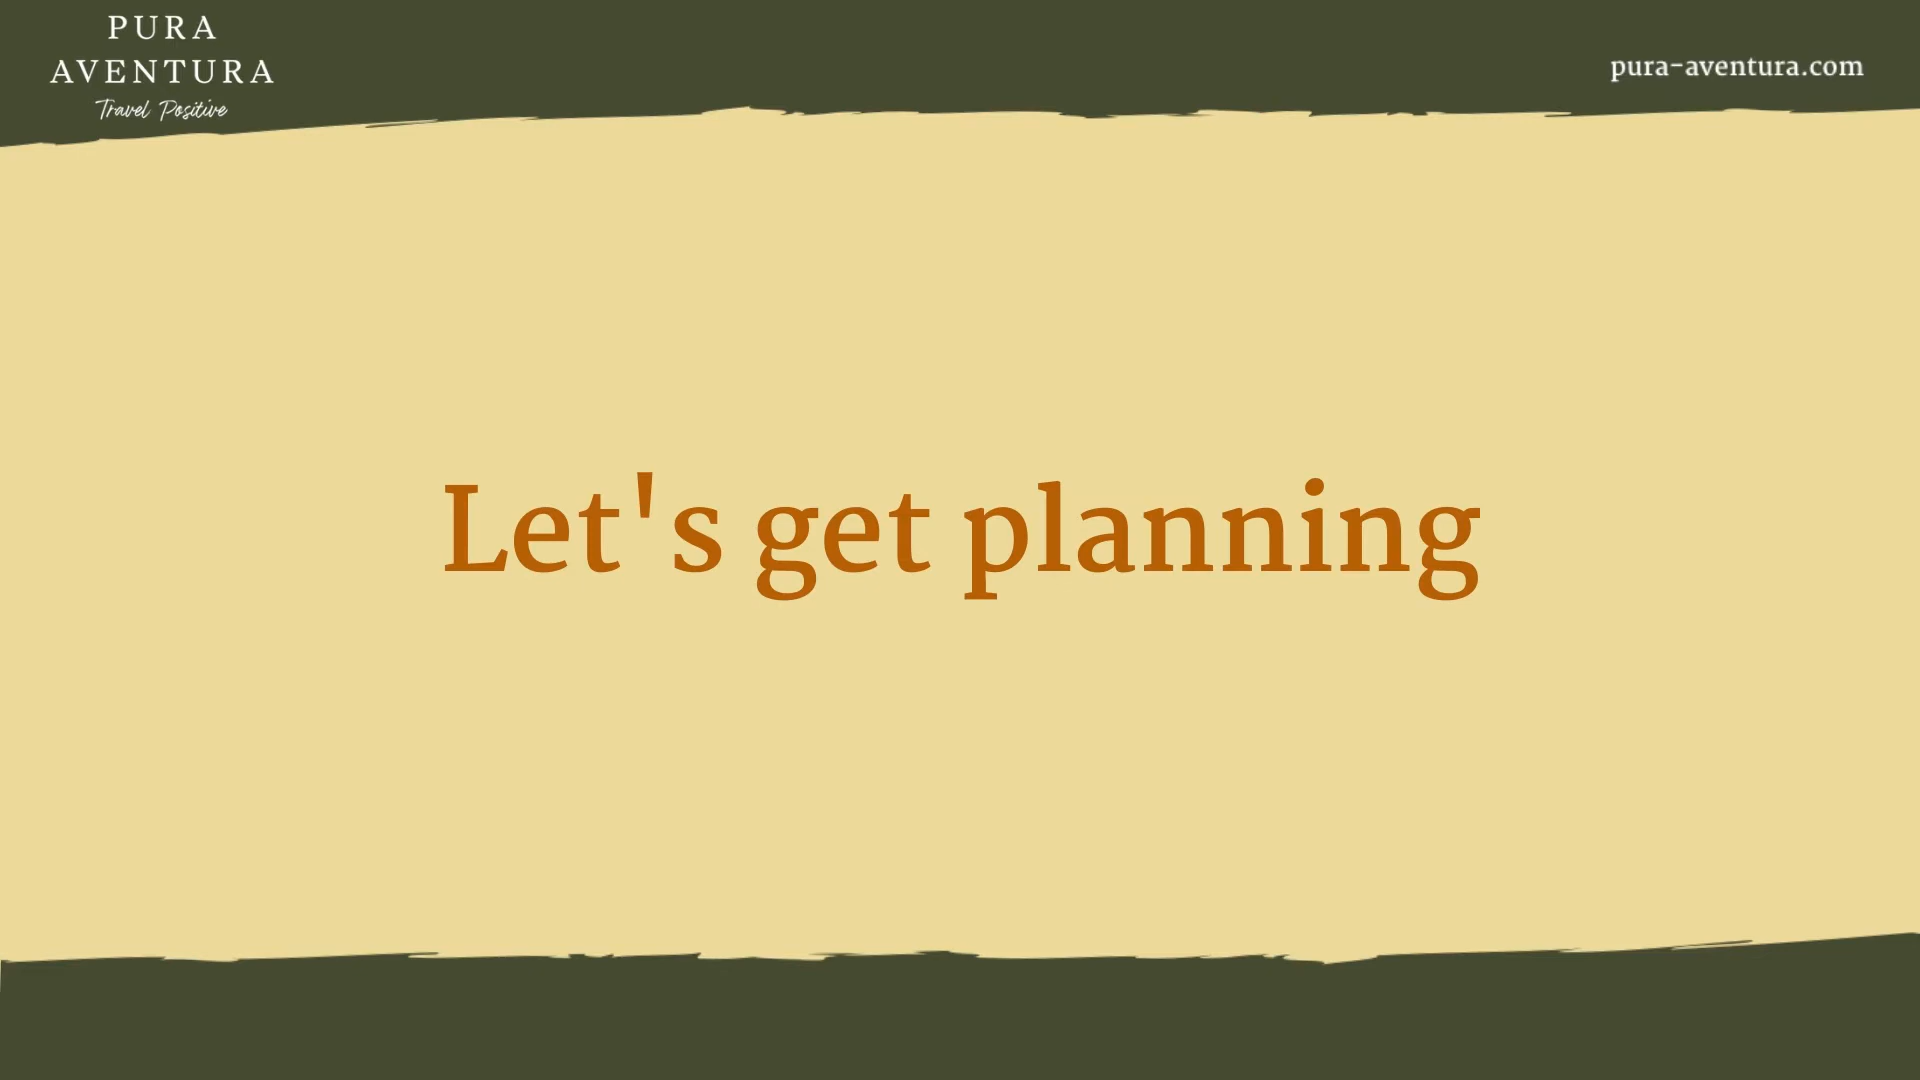 PURA
AVENTURA
Travel Positive
pura-aventura.com
Let's get planning